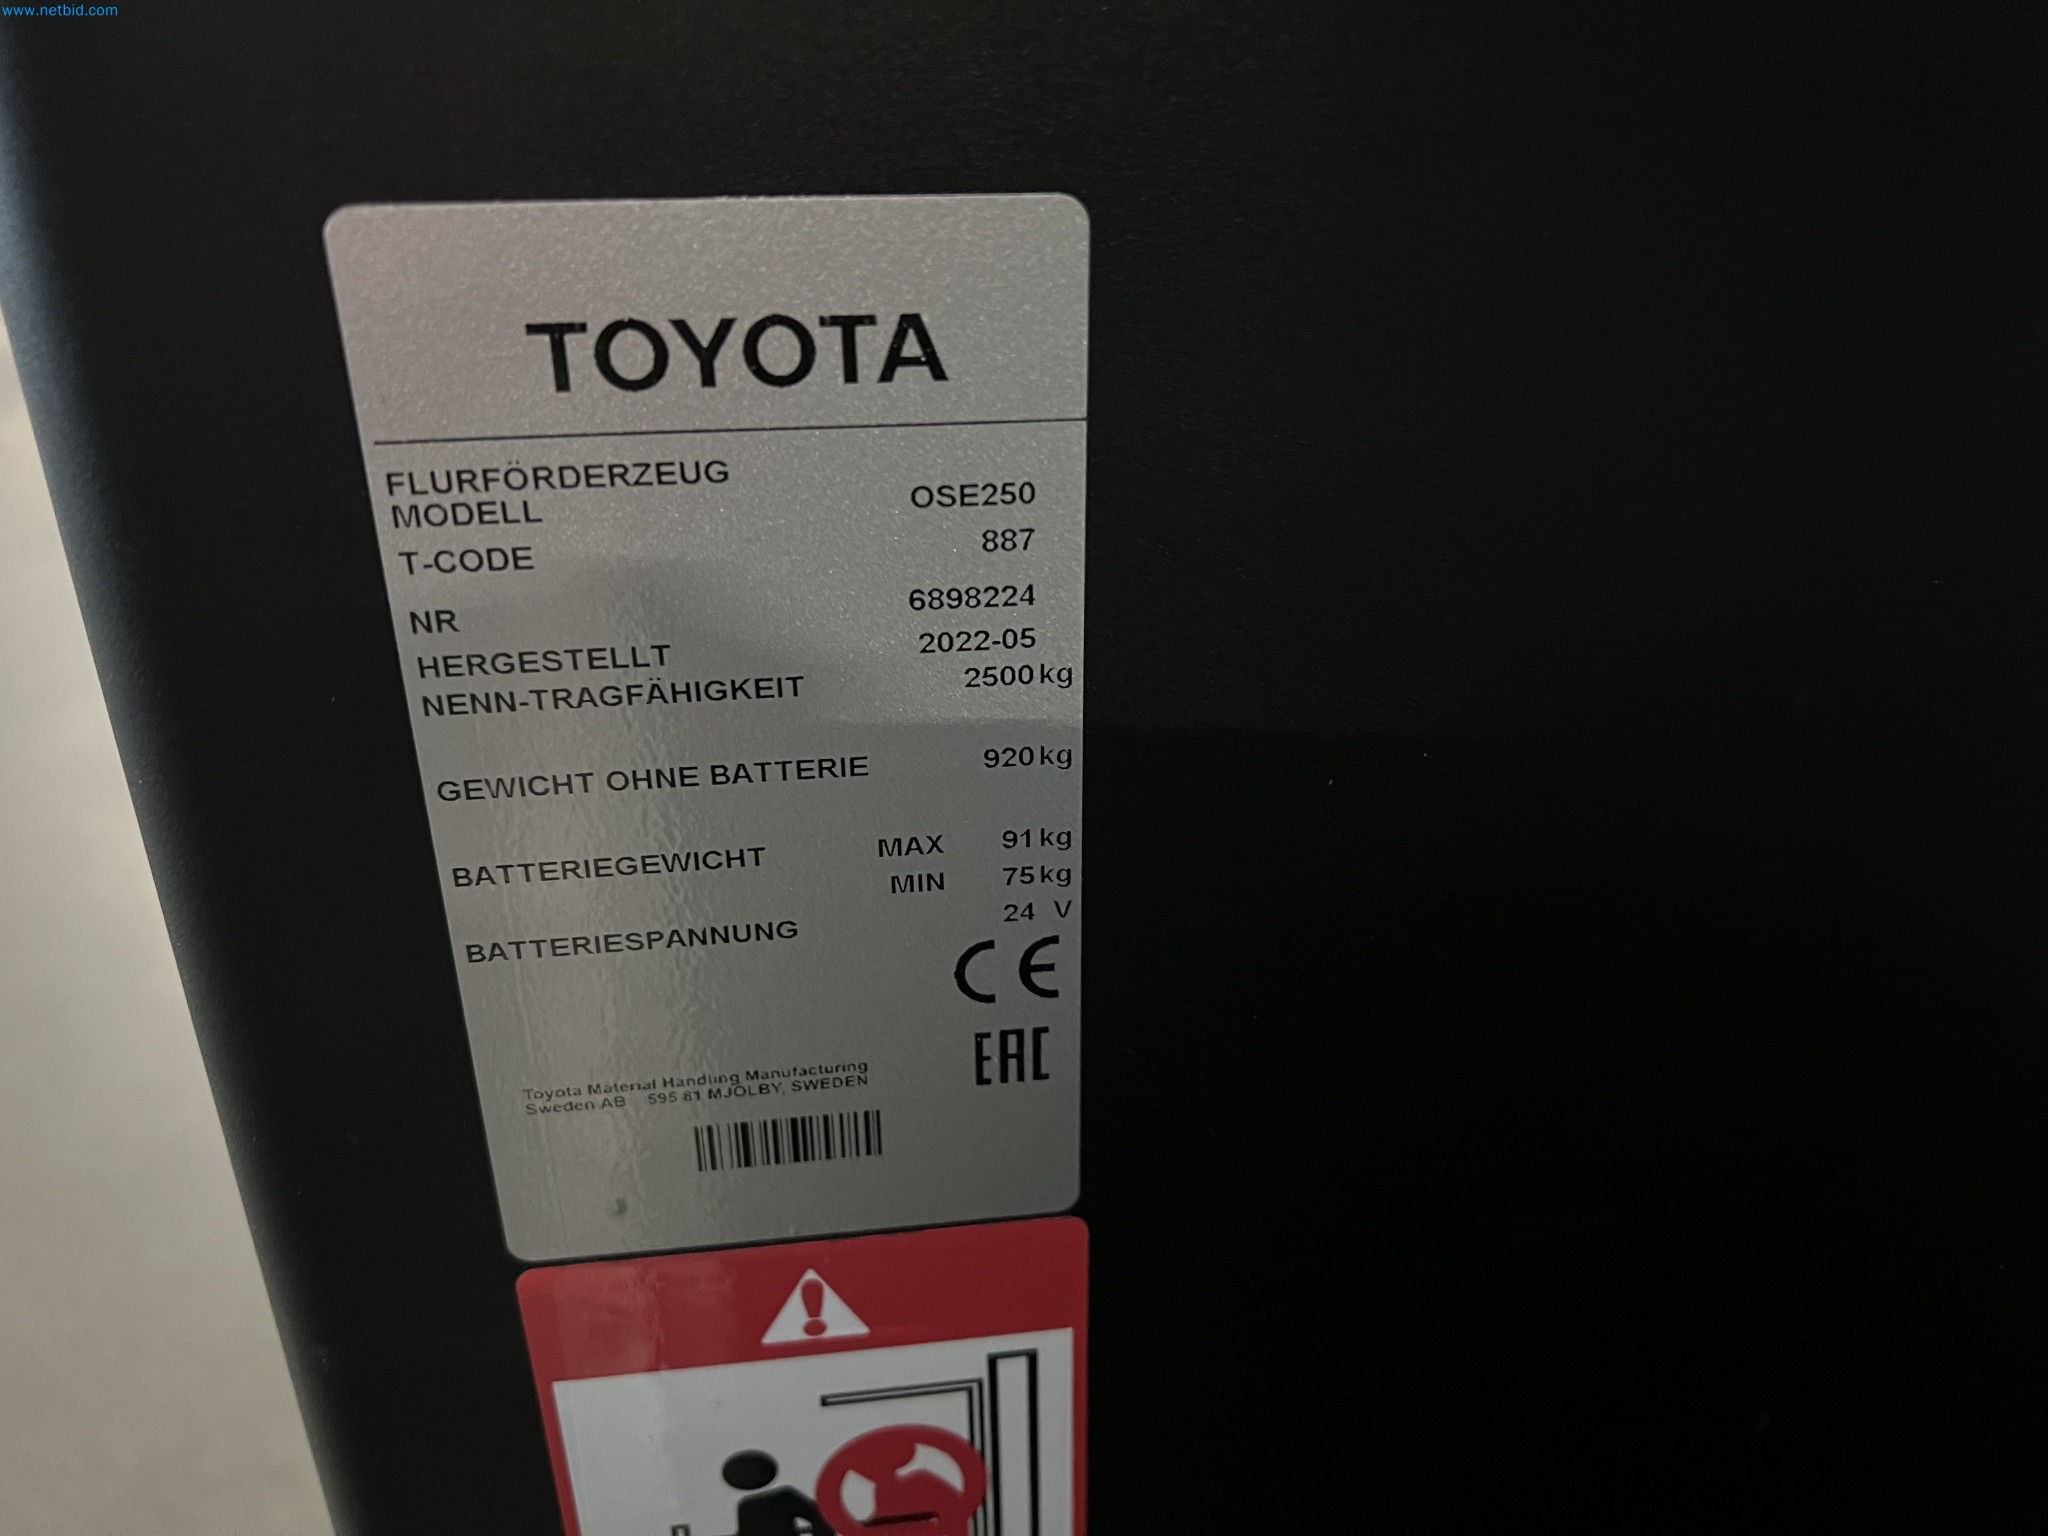 www.netbid.com
TOYOTA
FLURFÖRDERZEUG
MODELL OSE250
T-CODE 887
NR 6898224
HERGESTELLT 2022-05
NENN-TRAGFÄHIGKEIT 2500 kg
GEWICHT OHNE BATTERIE 920 kg
BATTERIEGEWICHT MAX 91 kg
MIN 75 kg
BATTERIESPANNUNG 24 V
CE
EAC
Toyota Material Handling Manufacturing
Sweden AB 595 81 MJÖLBY, SWEDEN